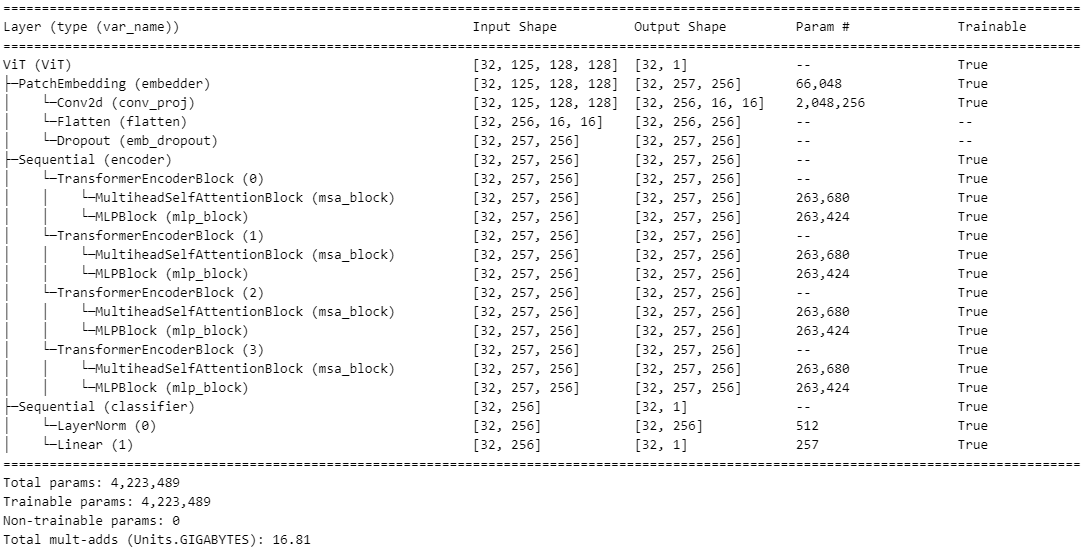 ====================================================================================================
Layer (type (var_name)) Input Shape Output Shape Param # Trainable
====================================================================================================
ViT (ViT) [32, 125, 128, 128] [32, 1] -- True
├─PatchEmbedding (embedder) [32, 125, 128, 128] [32, 257, 256] 66,048 True
│ └─Conv2d (conv_proj) [32, 125, 128, 128] [32, 256, 16, 16] 2,048,256 True
│ └─Flatten (flatten) [32, 256, 16, 16] [32, 256, 256] -- --
│ └─Dropout (emb_dropout) [32, 257, 256] [32, 257, 256] -- --
├─Sequential (encoder) [32, 257, 256] [32, 257, 256] -- True
│ └─TransformerEncoderBlock (0) [32, 257, 256] [32, 257, 256] -- True
│ │ └─MultiheadSelfAttentionBlock (msa_block) [32, 257, 256] [32, 257, 256] 263,680 True
│ │ └─MLPBlock (mlp_block) [32, 257, 256] [32, 257, 256] 263,424 True
│ └─TransformerEncoderBlock (1) [32, 257, 256] [32, 257, 256] -- True
│ │ └─MultiheadSelfAttentionBlock (msa_block) [32, 257, 256] [32, 257, 256] 263,680 True
│ │ └─MLPBlock (mlp_block) [32, 257, 256] [32, 257, 256] 263,424 True
│ └─TransformerEncoderBlock (2) [32, 257, 256] [32, 257, 256] -- True
│ │ └─MultiheadSelfAttentionBlock (msa_block) [32, 257, 256] [32, 257, 256] 263,680 True
│ │ └─MLPBlock (mlp_block) [32, 257, 256] [32, 257, 256] 263,424 True
│ └─TransformerEncoderBlock (3) [32, 257, 256] [32, 257, 256] -- True
│ │ └─MultiheadSelfAttentionBlock (msa_block) [32, 257, 256] [32, 257, 256] 263,680 True
│ │ └─MLPBlock (mlp_block) [32, 257, 256] [32, 257, 256] 263,424 True
├─Sequential (classifier) [32, 256] [32, 1] -- True
│ └─LayerNorm (0) [32, 256] [32, 256] 512 True
│ └─Linear (1) [32, 256] [32, 1] 257 True
====================================================================================================
Total params: 4,223,489
Trainable params: 4,223,489
Non-trainable params: 0
Total mult-adds (Units.GIGABYTES): 16.81